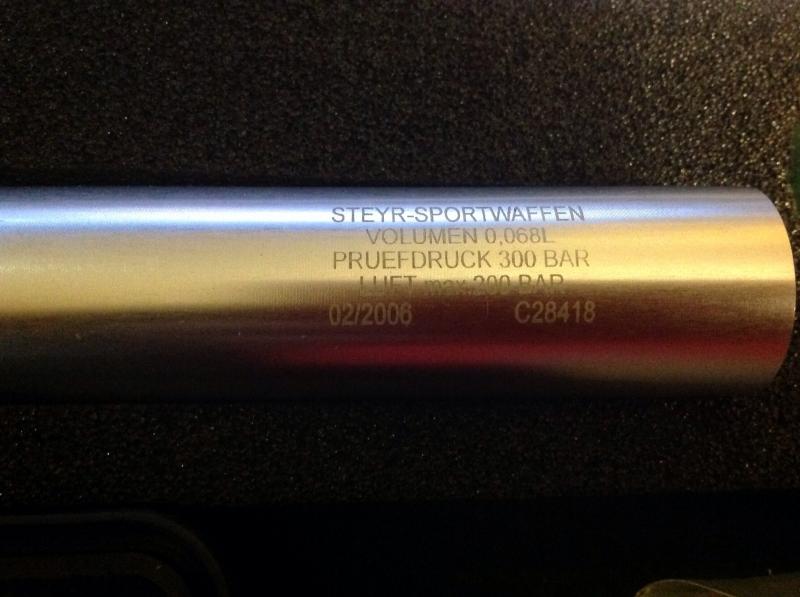 STEYR-SPORTWAFFEN
VOLUMEN 0,068L
PRUEFDRUCK 300 BAR
LUFT max.200 BAR
02/2006 C28418